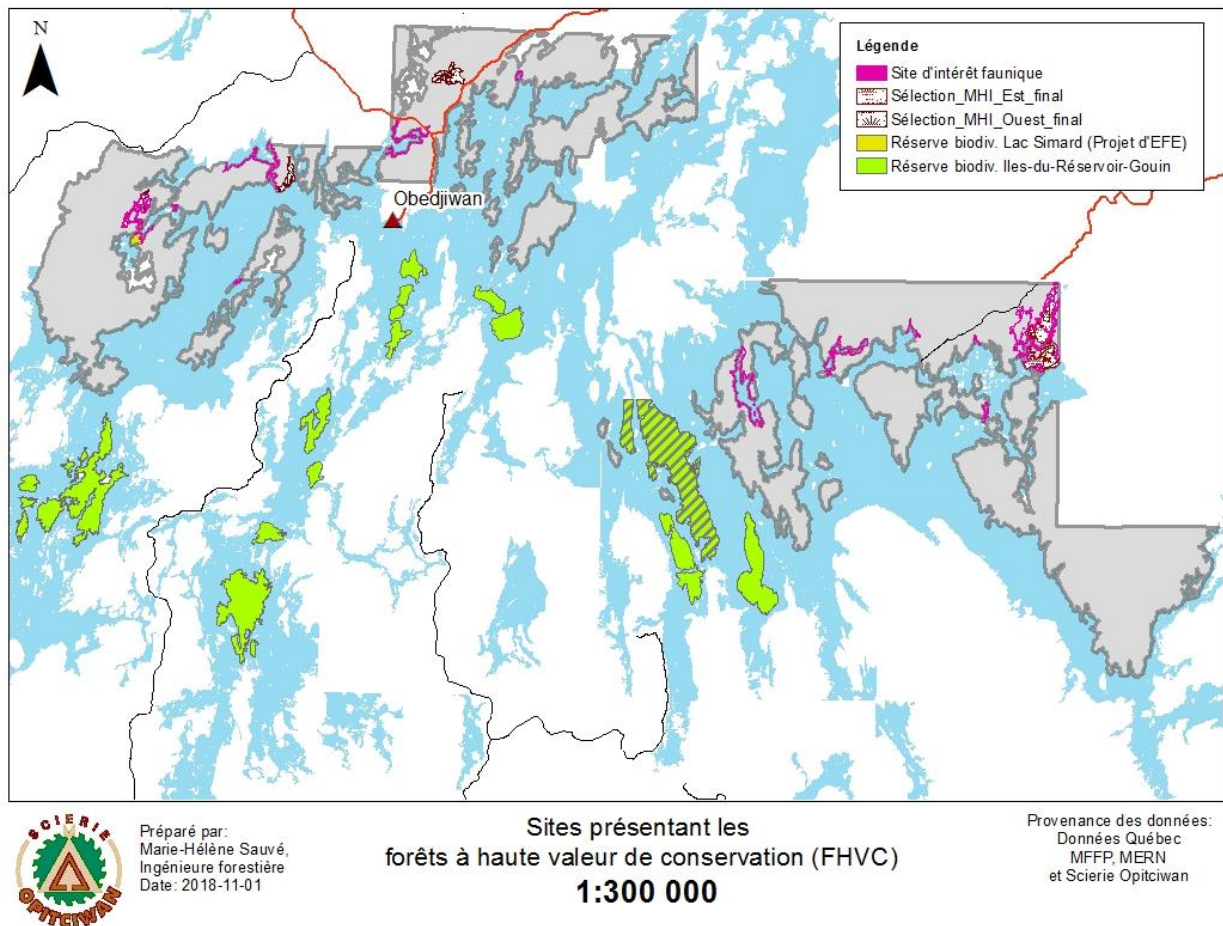 N
Légende
Site d'intérêt faunique
Sélection_MHI_Est_final
Sélection_MHI_Ouest_final
Réserve biodiv. Lac Simard (Projet d'EFE)
Réserve biodiv. Iles-du-Réservoir-Gouin
Obedjiwan
SCIERIE
OPITCIWAN
Préparé par:
Marie-Hélène Sauvé,
Ingénieure forestière
Date: 2018-11-01
Sites présentant les
forêts à haute valeur de conservation (FHVC)
1:300 000
Provenance des données:
Données Québec
MFFP, MERN
et Scierie Opitciwan